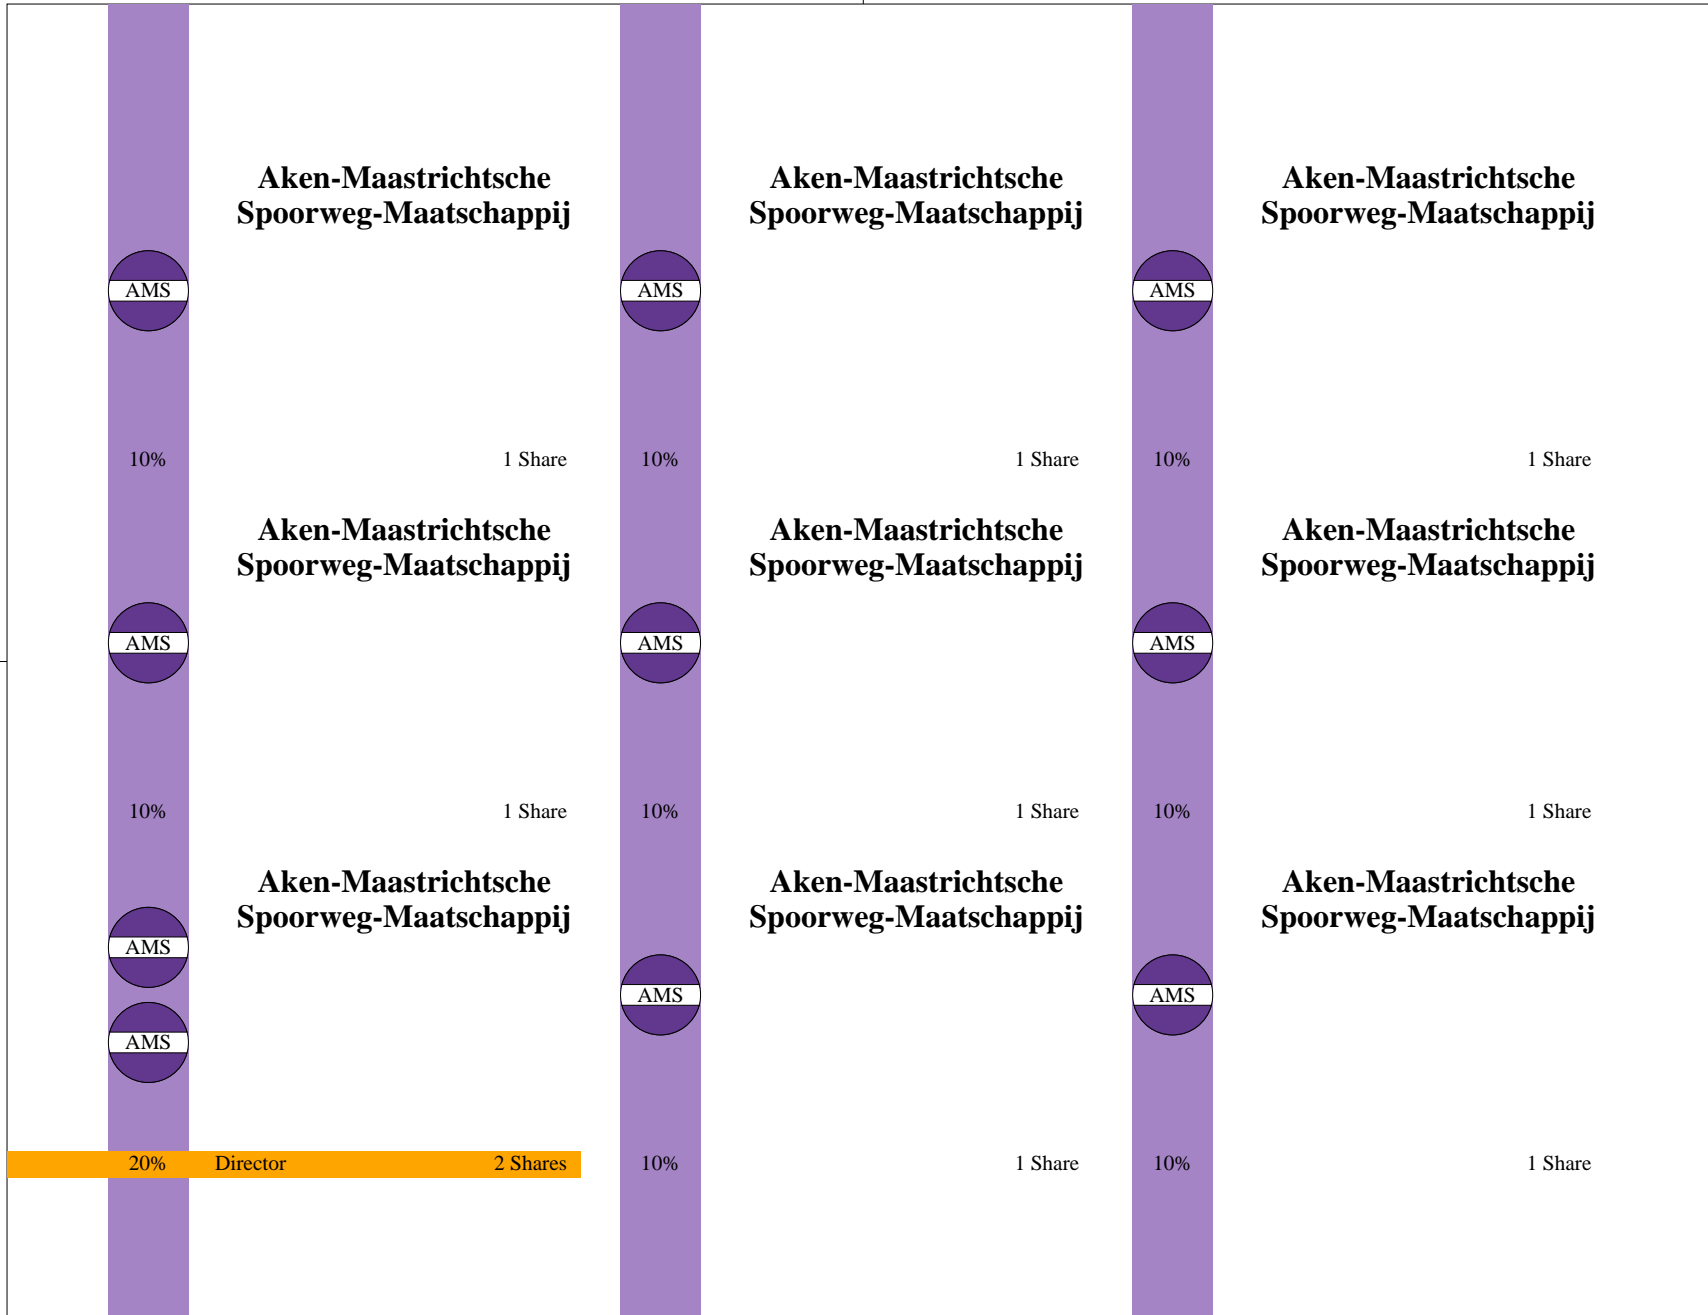 Aken-Maastrichtsche
Spoorweg-Maatschappij
AMS
10%
1 Share
Aken-Maastrichtsche
Spoorweg-Maatschappij
AMS
10%
1 Share
Aken-Maastrichtsche
Spoorweg-Maatschappij
AMS
10%
1 Share
Aken-Maastrichtsche
Spoorweg-Maatschappij
AMS
10%
1 Share
Aken-Maastrichtsche
Spoorweg-Maatschappij
AMS
10%
1 Share
Aken-Maastrichtsche
Spoorweg-Maatschappij
AMS
10%
1 Share
Aken-Maastrichtsche
Spoorweg-Maatschappij
AMS
AMS
20% Director 2 Shares
Aken-Maastrichtsche
Spoorweg-Maatschappij
AMS
10%
1 Share
Aken-Maastrichtsche
Spoorweg-Maatschappij
AMS
10%
1 Share